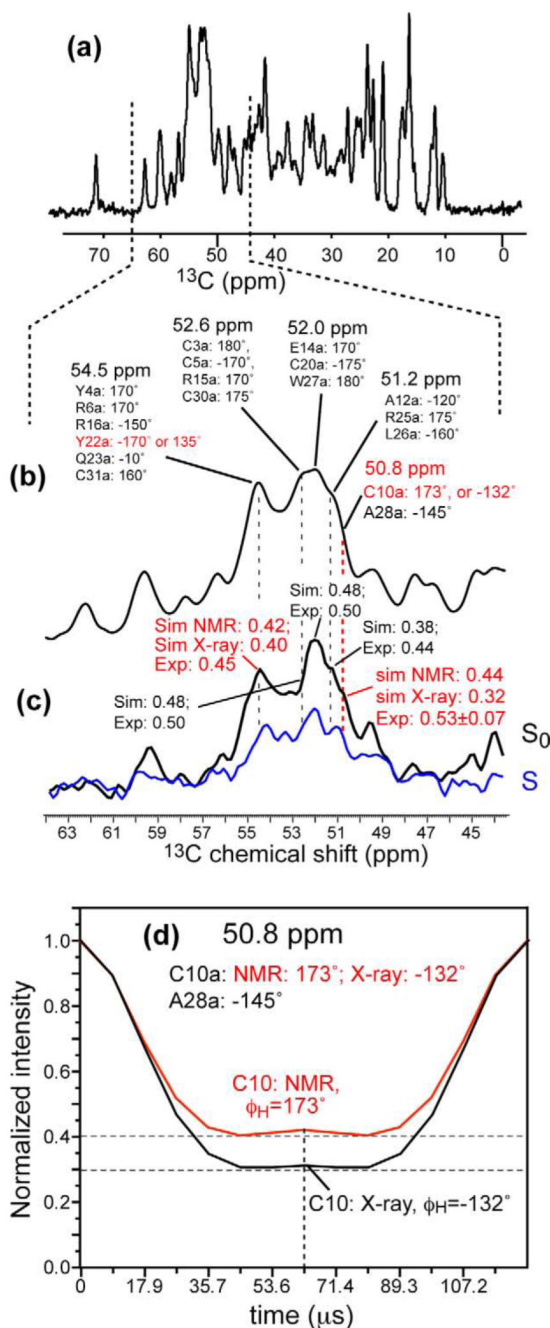 (a)
70 60 50 40 30 20 10 0
13C (ppm)
52.6 ppm
C3a: 180°,
C5a: -170°,
R15a: 170°
C30a: 175°
52.0 ppm
E14a: 170°
C20a: -175°
W27a: 180°
54.5 ppm
Y4a: 170°
R6a: 170°
R16a: -150°
Y22a: -170° or 135°
Q23a: -10°
C31a: 160°
51.2 ppm
A12a: -120°
R25a: 175°
L26a: -160°
50.8 ppm
C10a: 173°, or -132°
A28a: -145°
(b)
Sim: 0.48;
Exp: 0.50
Sim NMR: 0.42;
Sim X-ray: 0.40
Exp: 0.45
Sim: 0.38;
Exp: 0.44
Sim: 0.48;
Exp: 0.50
sim NMR: 0.44
sim X-ray: 0.32
Exp: 0.53±0.07
(c)
S0
S
63 61 59 57 55 53 51 49 47 45
13C chemical shift (ppm)
(d) 50.8 ppm
C10a: NMR: 173°; X-ray: -132°
A28a: -145°
C10: NMR,
ϕH=173°
C10: X-ray, ϕH=-132°
Normalized intensity
1.0
0.8
0.6
0.4
0.2
0.0
0 17.9 35.7 53.6 71.4 89.3 107.2
time (μs)